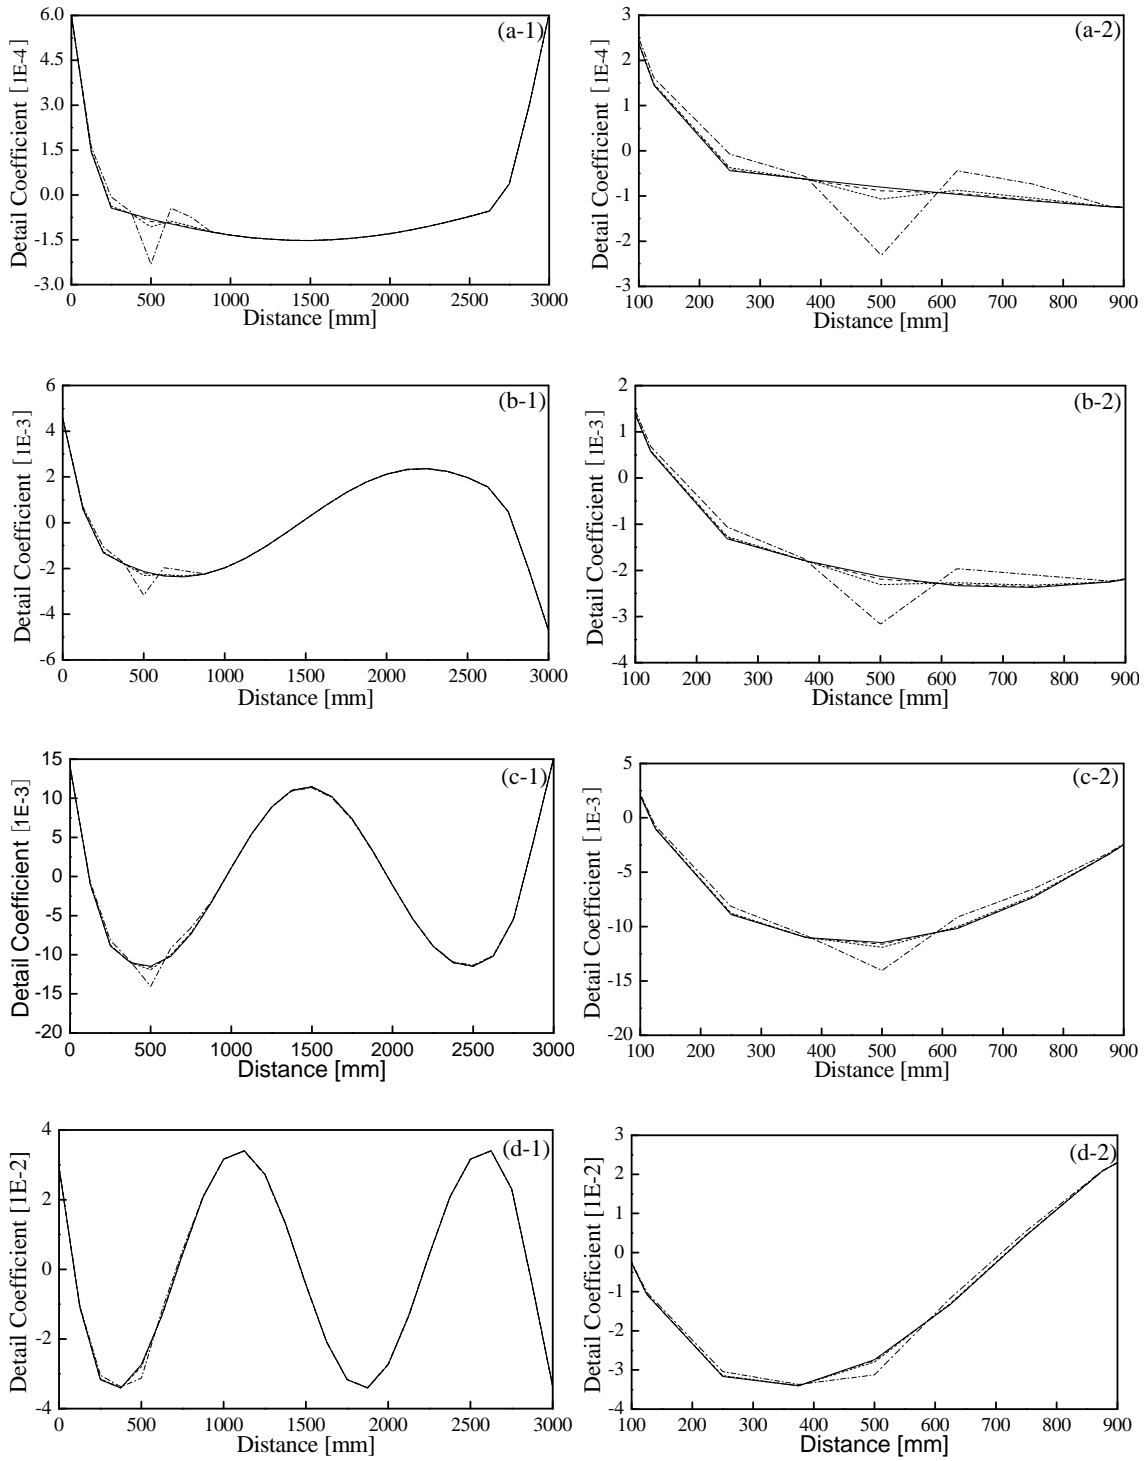 (a-1)
Detail Coefficient [1E-4]
6.0
4.5
3.0
1.5
0.0
-1.5
-3.0
0 500 1000 1500 2000 2500 3000
Distance [mm]
(a-2)
Detail Coefficient [1E-4]
3
2
1
0
-1
-2
-3
100 200 300 400 500 600 700 800 900
Distance [mm]
(b-1)
Detail Coefficient [1E-3]
6
4
2
0
-2
-4
-6
0 500 1000 1500 2000 2500 3000
Distance [mm]
(b-2)
Detail Coefficient [1E-3]
2
1
0
-1
-2
-3
-4
100 200 300 400 500 600 700 800 900
Distance [mm]
(c-1)
Detail Coefficient [1E-3]
15
10
5
0
-5
-10
-15
-20
0 500 1000 1500 2000 2500 3000
Distance [mm]
(c-2)
Detail Coefficient [1E-3]
5
0
-5
-10
-15
-20
100 200 300 400 500 600 700 800 900
Distance [mm]
(d-1)
Detail Coefficient [1E-2]
4
2
0
-2
-4
0 500 1000 1500 2000 2500 3000
Distance [mm]
(d-2)
Detail Coefficient [1E-2]
3
2
1
0
-1
-2
-3
-4
100 200 300 400 500 600 700 800 900
Distance [mm]